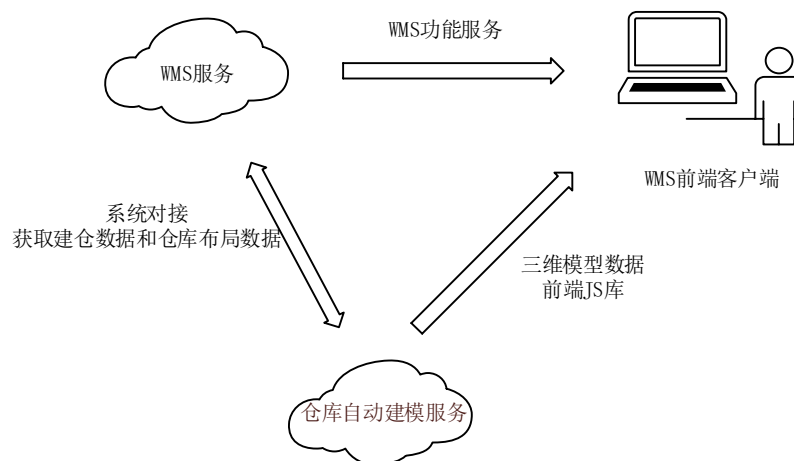 WMS功能服务
WMS服务
WMS前端客户端
系统对接
获取建仓数据和仓库布局数据
三维模型数据
前端JS库
仓库自动建模服务